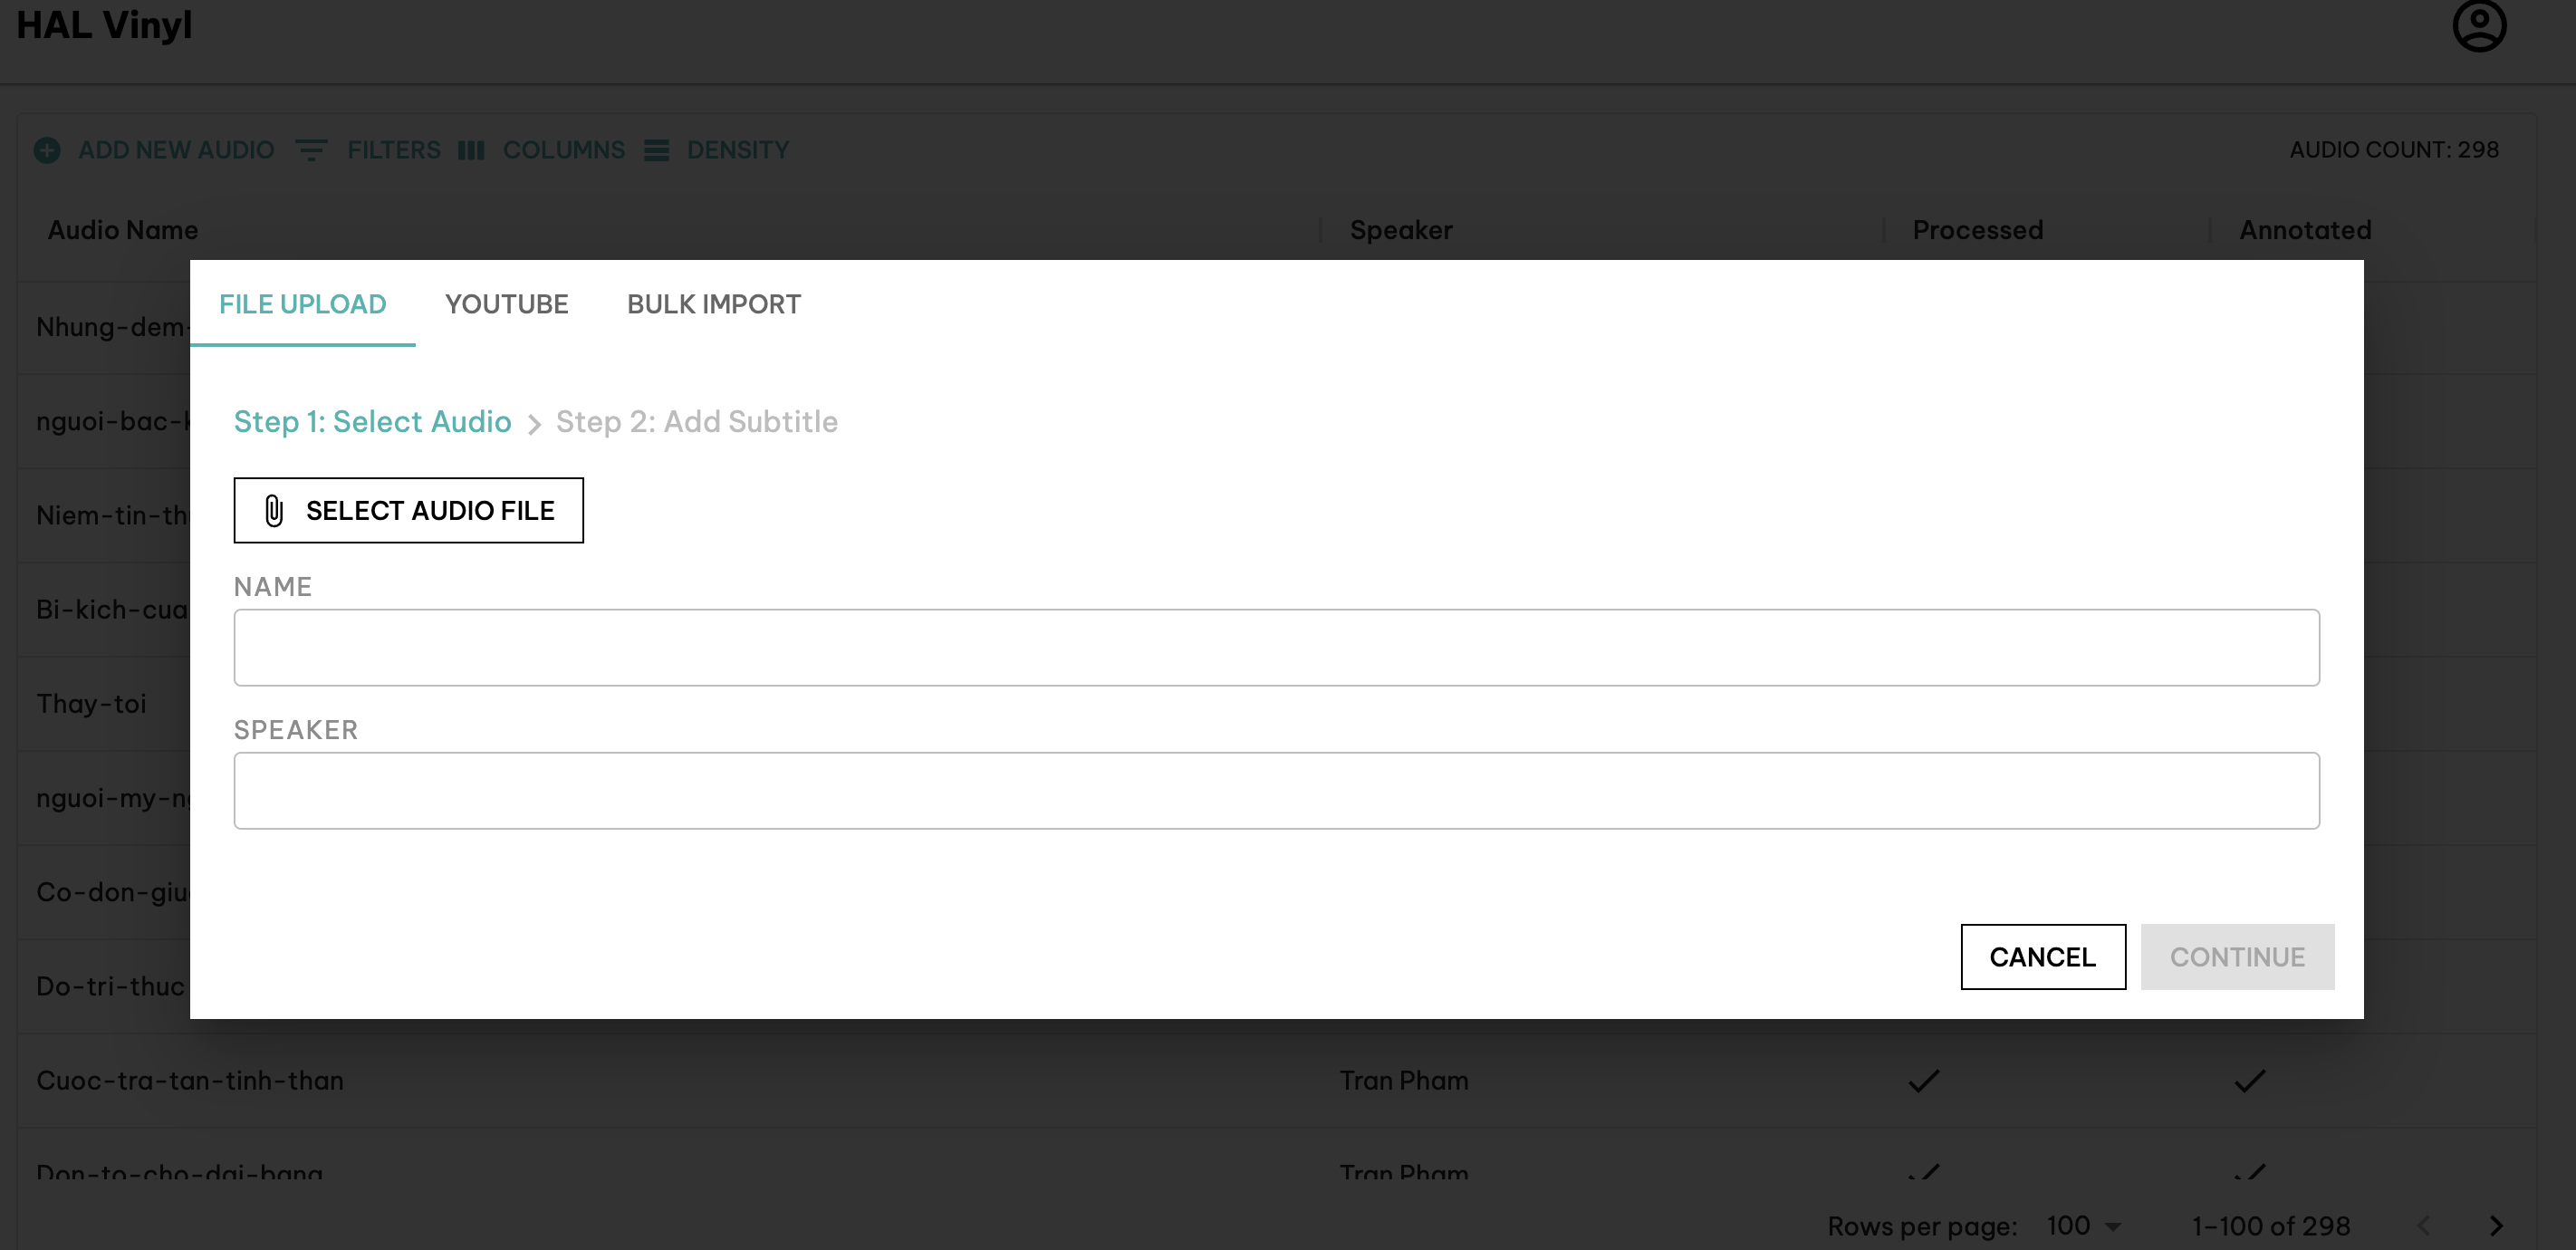 HAL Vinyl
ADD NEW AUDIO FILTERS COLUMNS DENSITY AUDIO COUNT: 298
Audio Name Speaker Processed Annotated
FILE UPLOAD YOUTUBE BULK IMPORT
Nhung-dem-
nguoi-bac-k
Step 1: Select Audio > Step 2: Add Subtitle
Niem-tin-th
SELECT AUDIO FILE
NAME
Bi-kich-cua
Thay-toi
SPEAKER
nguoi-my-n
Co-don-giu
CANCEL CONTINUE
Do-tri-thuc
Cuoc-tra-tan-tinh-than Tran Pham
Don-to-cho-dai-bang Tran Pham
Rows per page: 100 1–100 of 298